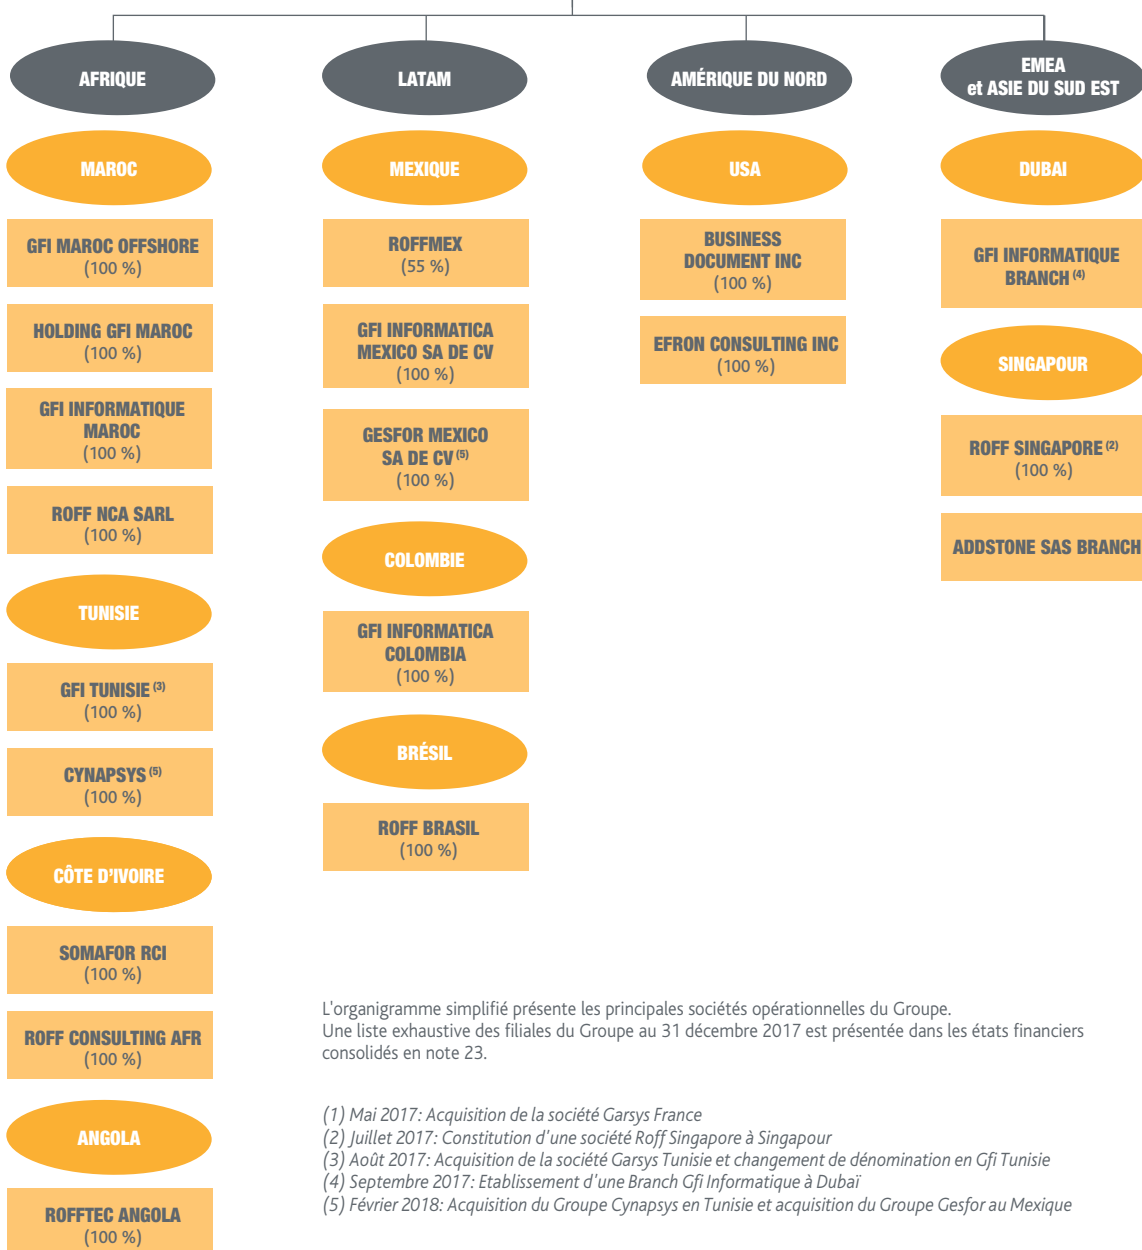 AFRIQUE
MAROC
GFI MAROC OFFSHORE
(100 %)
HOLDING GFI MAROC
(100 %)
GFI INFORMATIQUE
MAROC
(100 %)
ROFF NCA SARL
(100 %)
TUNISIE
GFI TUNISIE (3)
(100 %)
CYNAPSYS (5)
(100 %)
CÔTE D'IVOIRE
SOMAFOR RCI
(100 %)
ROFF CONSULTING AFR
(100 %)
ANGOLA
ROFFTEC ANGOLA
(100 %)
LATAM
MEXIQUE
ROFFMEX
(55 %)
GFI INFORMATICA
MEXICO SA DE CV
(100 %)
GESFOR MEXICO
SA DE CV (5)
(100 %)
COLOMBIE
GFI INFORMATICA
COLOMBIA
(100 %)
BRÉSIL
ROFF BRASIL
(100 %)
AMÉRIQUE DU NORD
USA
BUSINESS
DOCUMENT INC
(100 %)
EFRON CONSULTING INC
(100 %)
EMEA
et ASIE DU SUD EST
DUBAI
GFI INFORMATIQUE
BRANCH (4)
SINGAPOUR
ROFF SINGAPORE (2)
(100 %)
ADDSTONE SAS BRANCH
L'organigramme simplifié présente les principales sociétés opérationnelles du Groupe.
Une liste exhaustive des filiales du Groupe au 31 décembre 2017 est présentée dans les états financiers
consolidés en note 23.
(1) Mai 2017: Acquisition de la société Garsys France
(2) Juillet 2017: Constitution d'une société Roff Singapore à Singapour
(3) Août 2017: Acquisition de la société Garsys Tunisie et changement de dénomination en Gfi Tunisie
(4) Septembre 2017: Etablissement d'une Branch Gfi Informatique à Dubaï
(5) Février 2018: Acquisition du Groupe Cynapsys en Tunisie et acquisition du Groupe Gesfor au Mexique